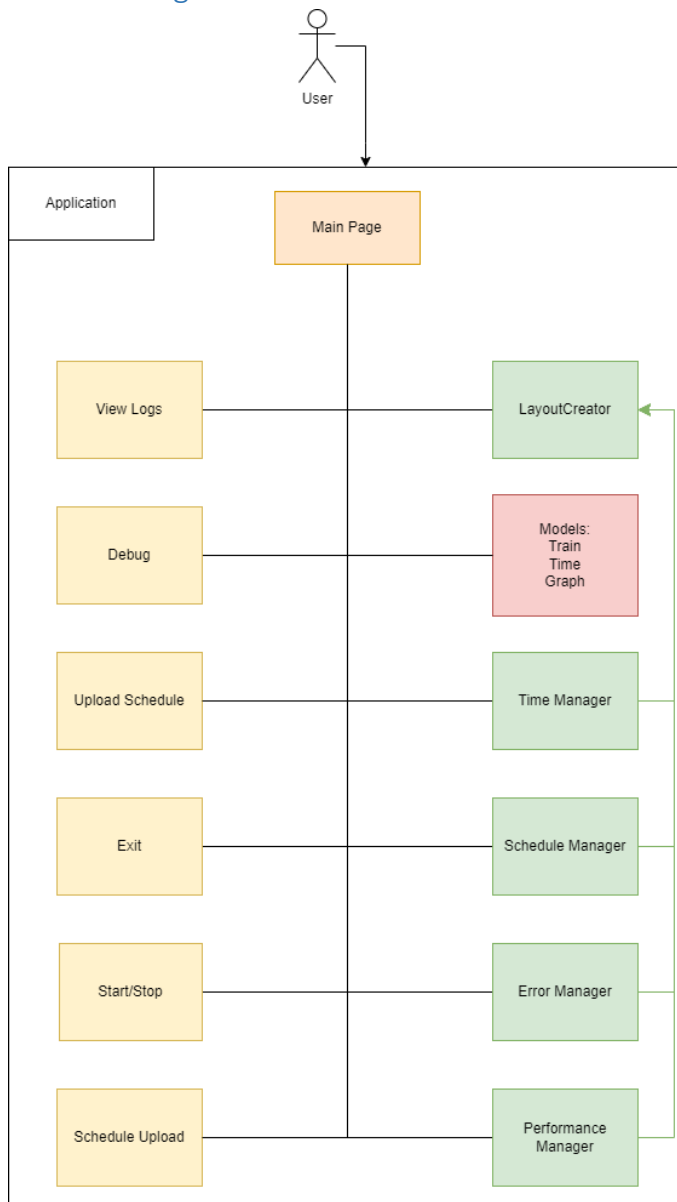 User
Application
Main Page
View Logs
LayoutCreator
Debug
Models:
Train
Time
Graph
Upload Schedule
Time Manager
Exit
Schedule Manager
Start/Stop
Error Manager
Schedule Upload
Performance
Manager